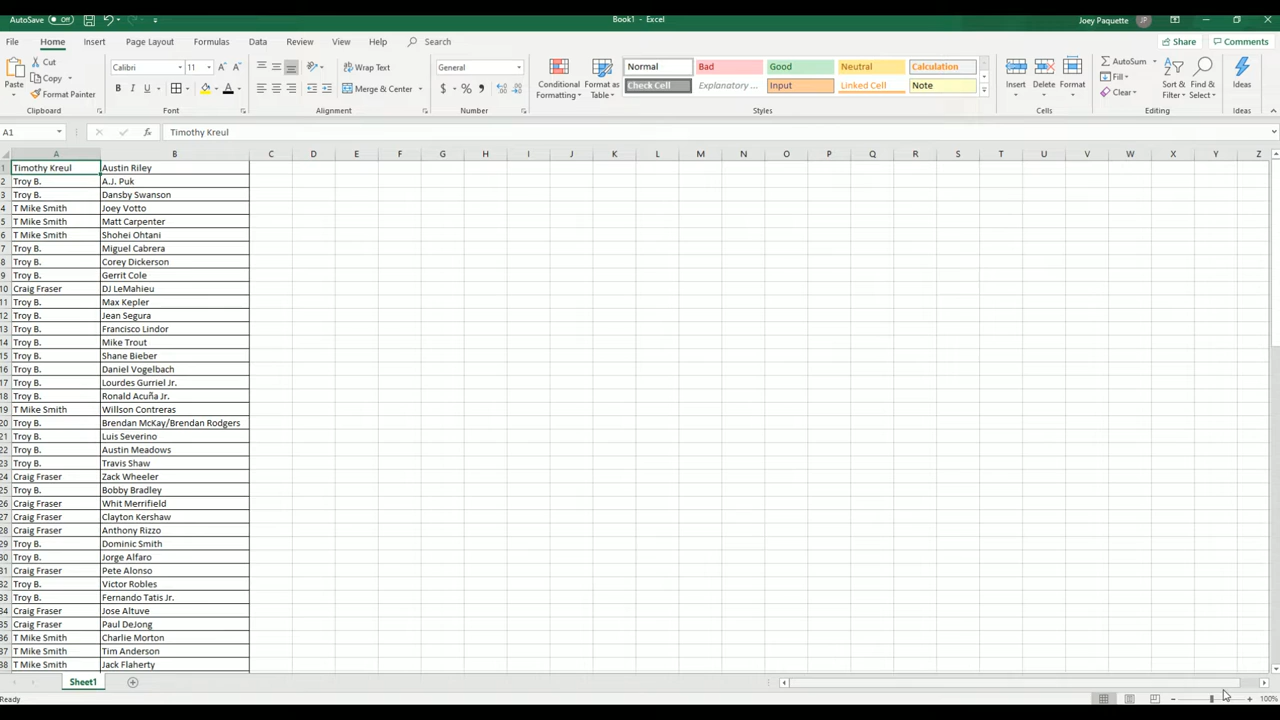 AutoSave Off Book1 - Excel Joey Paquette JP
File Home Insert Page Layout Formulas Data Review View Help Search Share Comments
Paste Cut Copy Format Painter Clipboard
Calibri 11 A A B I U A Font
Wrap Text Merge & Center Alignment
General $ % , Number
Conditional Formatting Format as Table
Normal Bad Good Neutral Calculation
Check Cell Explanatory ... Input Linked Cell Note
Styles
Insert Delete Format Cells
AutoSum Fill Clear Sort & Filter Find & Select Editing
Ideas Ideas
A1 fx Timothy Kreul
A B C D E F G H I J K L M N O P Q R S T U V W X Y Z
1 Timothy Kreul Austin Riley
2 Troy B. A.J. Puk
3 Troy B. Dansby Swanson
4 T Mike Smith Joey Votto
5 T Mike Smith Matt Carpenter
6 T Mike Smith Shohei Ohtani
7 Troy B. Miguel Cabrera
8 Troy B. Corey Dickerson
9 Troy B. Gerrit Cole
10 Craig Fraser DJ LeMahieu
11 Troy B. Max Kepler
12 Troy B. Jean Segura
13 Troy B. Francisco Lindor
14 Troy B. Mike Trout
15 Troy B. Shane Bieber
16 Troy B. Daniel Vogelbach
17 Troy B. Lourdes Gurriel Jr.
18 Troy B. Ronald Acuña Jr.
19 T Mike Smith Willson Contreras
20 Troy B. Brendan McKay/Brendan Rodgers
21 Troy B. Luis Severino
22 Troy B. Austin Meadows
23 Troy B. Travis Shaw
24 Craig Fraser Zack Wheeler
25 Troy B. Bobby Bradley
26 Craig Fraser Whit Merrifield
27 Craig Fraser Clayton Kershaw
28 Craig Fraser Anthony Rizzo
29 Troy B. Dominic Smith
30 Troy B. Jorge Alfaro
31 Craig Fraser Pete Alonso
32 Troy B. Victor Robles
33 Troy B. Fernando Tatis Jr.
34 Craig Fraser Jose Altuve
35 Craig Fraser Paul DeJong
36 T Mike Smith Charlie Morton
37 T Mike Smith Tim Anderson
38 T Mike Smith Jack Flaherty
Sheet1
Ready 100%